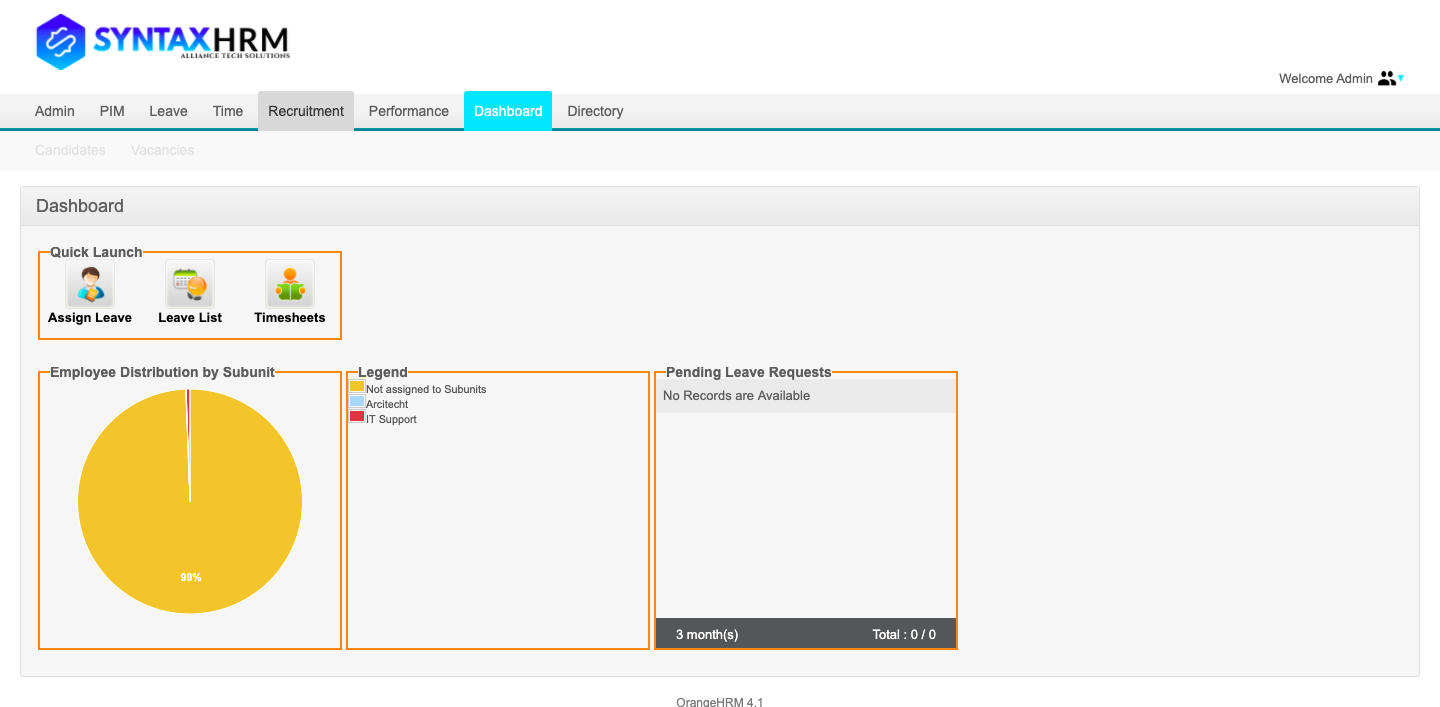 SYNTAXHRM
ALLIANCE TECH SOLUTIONS
Welcome Admin
Admin PIM Leave Time Recruitment Performance Dashboard Directory
Candidates Vacancies
Dashboard
Quick Launch
Assign Leave Leave List Timesheets
Employee Distribution by Subunit
99%
Legend
Not assigned to Subunits
Arcitecht
IT Support
Pending Leave Requests
No Records are Available
3 month(s) Total : 0 / 0
OrangeHRM 4.1